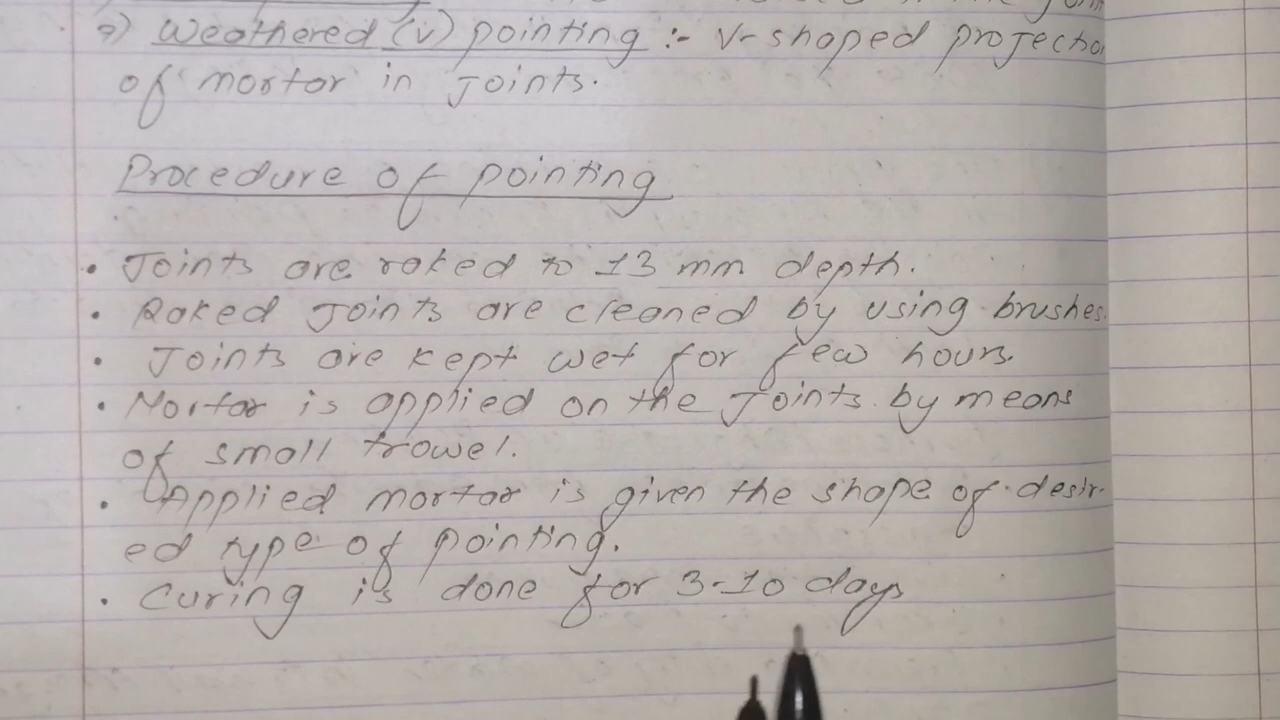 7) Weathered (v) pointing :- V-shaped projectio
of mortar in joints.
Procedure of pointing
• Joints are raked to 13 mm depth.
• Raked joints are cleaned by using brushes.
• Joints are kept wet for few hours.
• Mortar is applied on the joints by means
of small trowel.
• Applied mortar is given the shape of desir-
ed type of pointing.
• Curing is done for 3-10 days